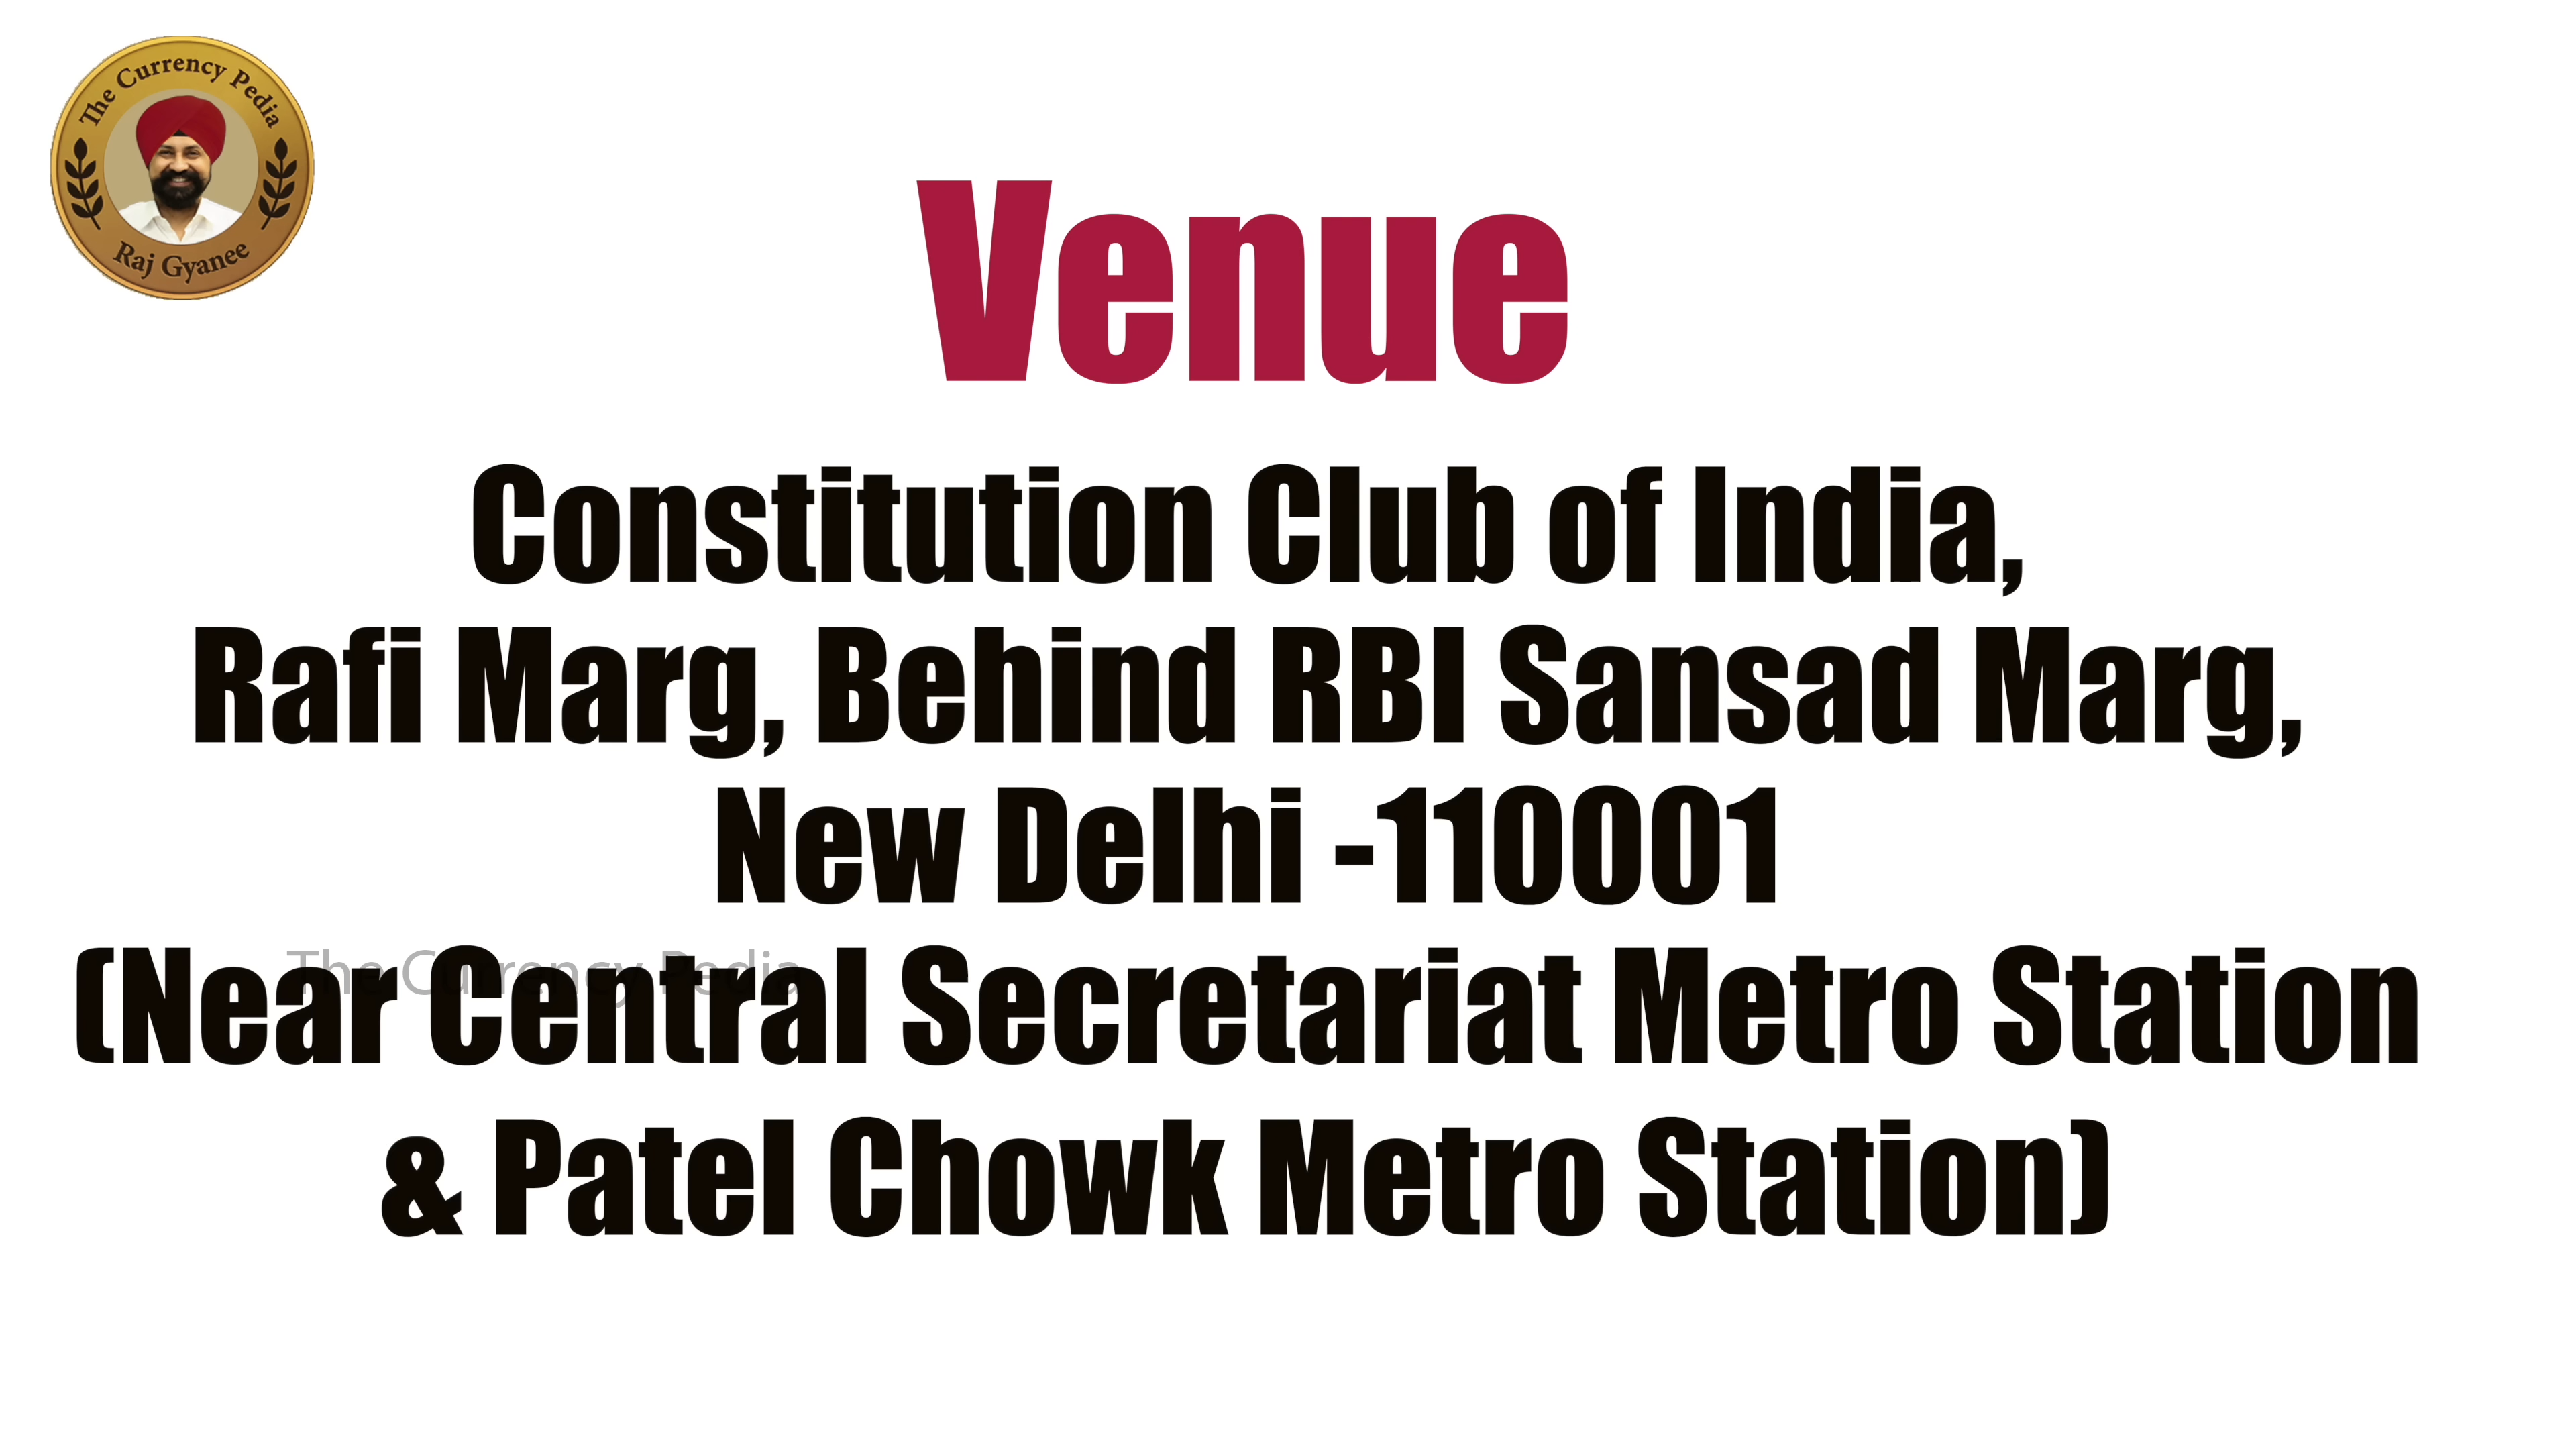 The Currency Pedia
Raj Gyanee
Venue
Constitution Club of India,
Rafi Marg, Behind RBI Sansad Marg,
New Delhi -110001
The Currency Pedia
(Near Central Secretariat Metro Station
& Patel Chowk Metro Station)